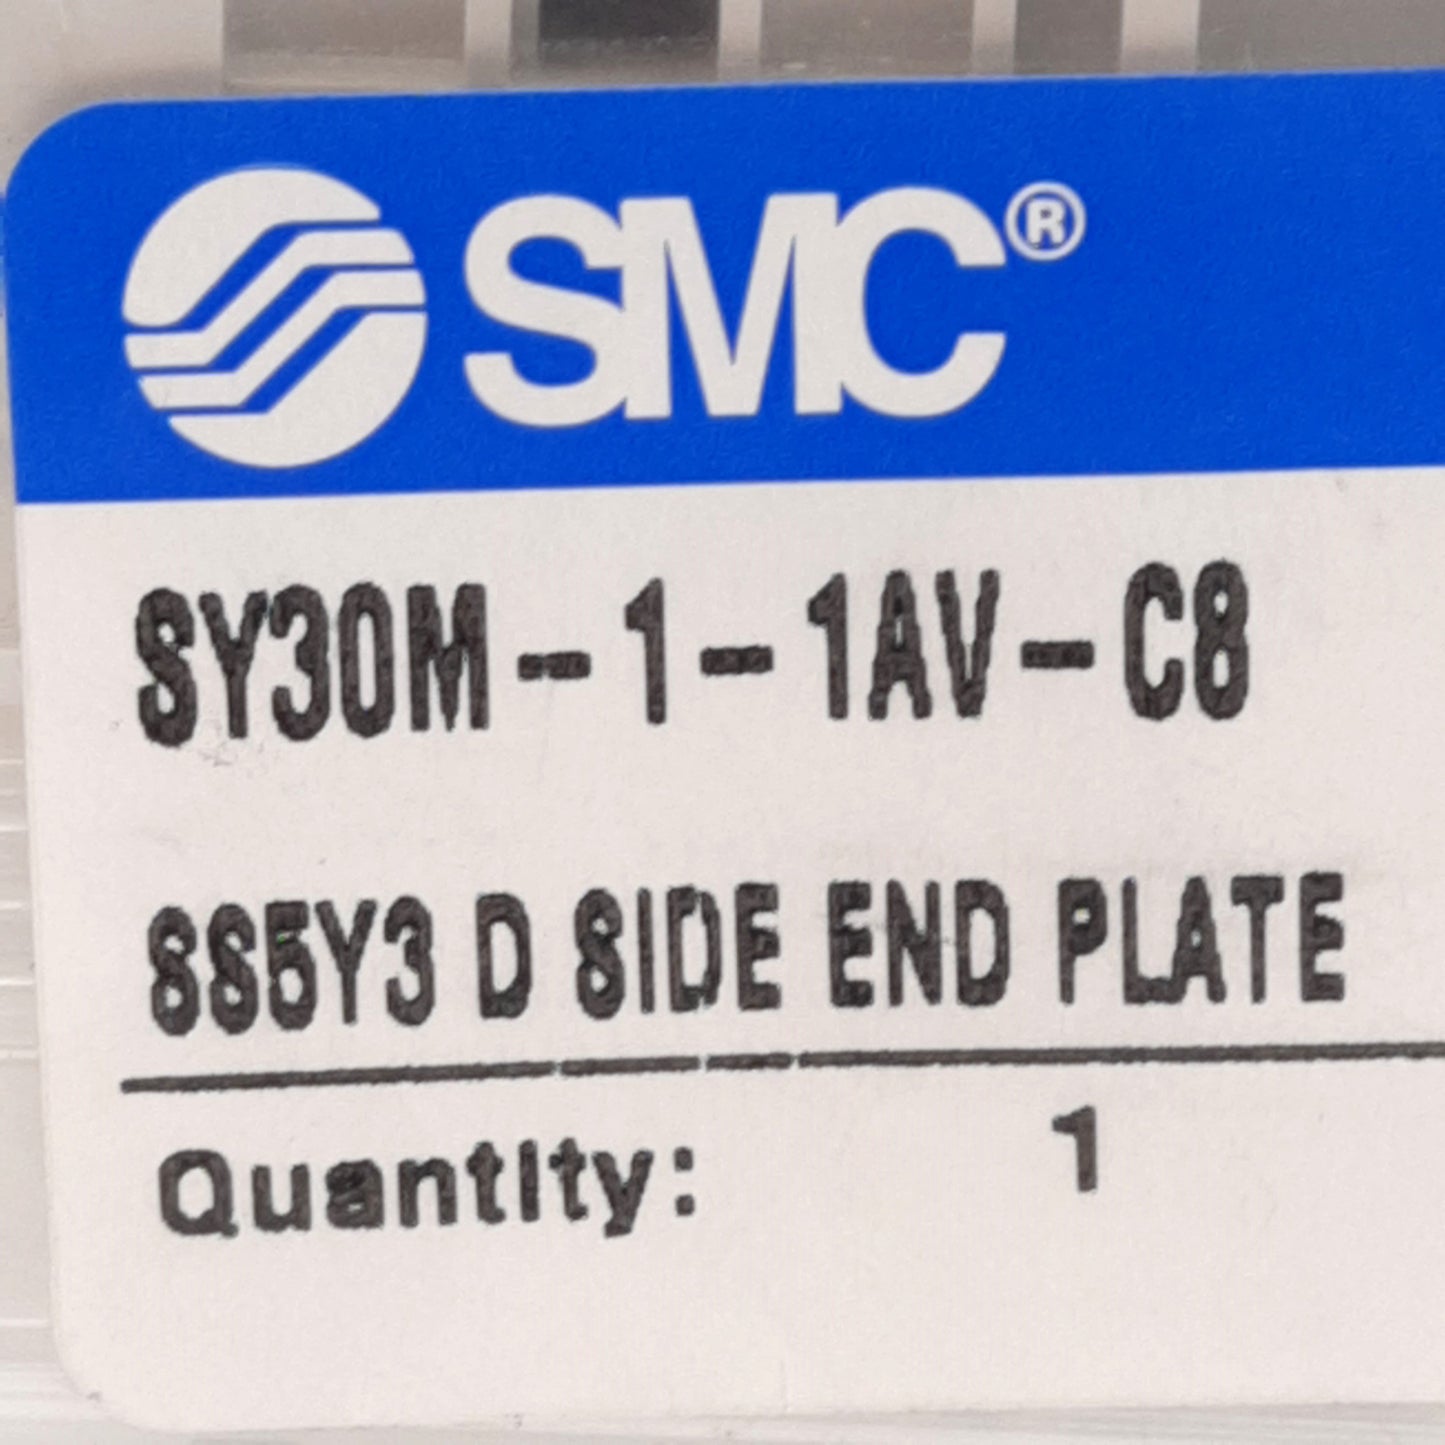 SMC®
SY30M-1-1AV-C8
SS5Y3 D SIDE END PLATE
Quantity: 1